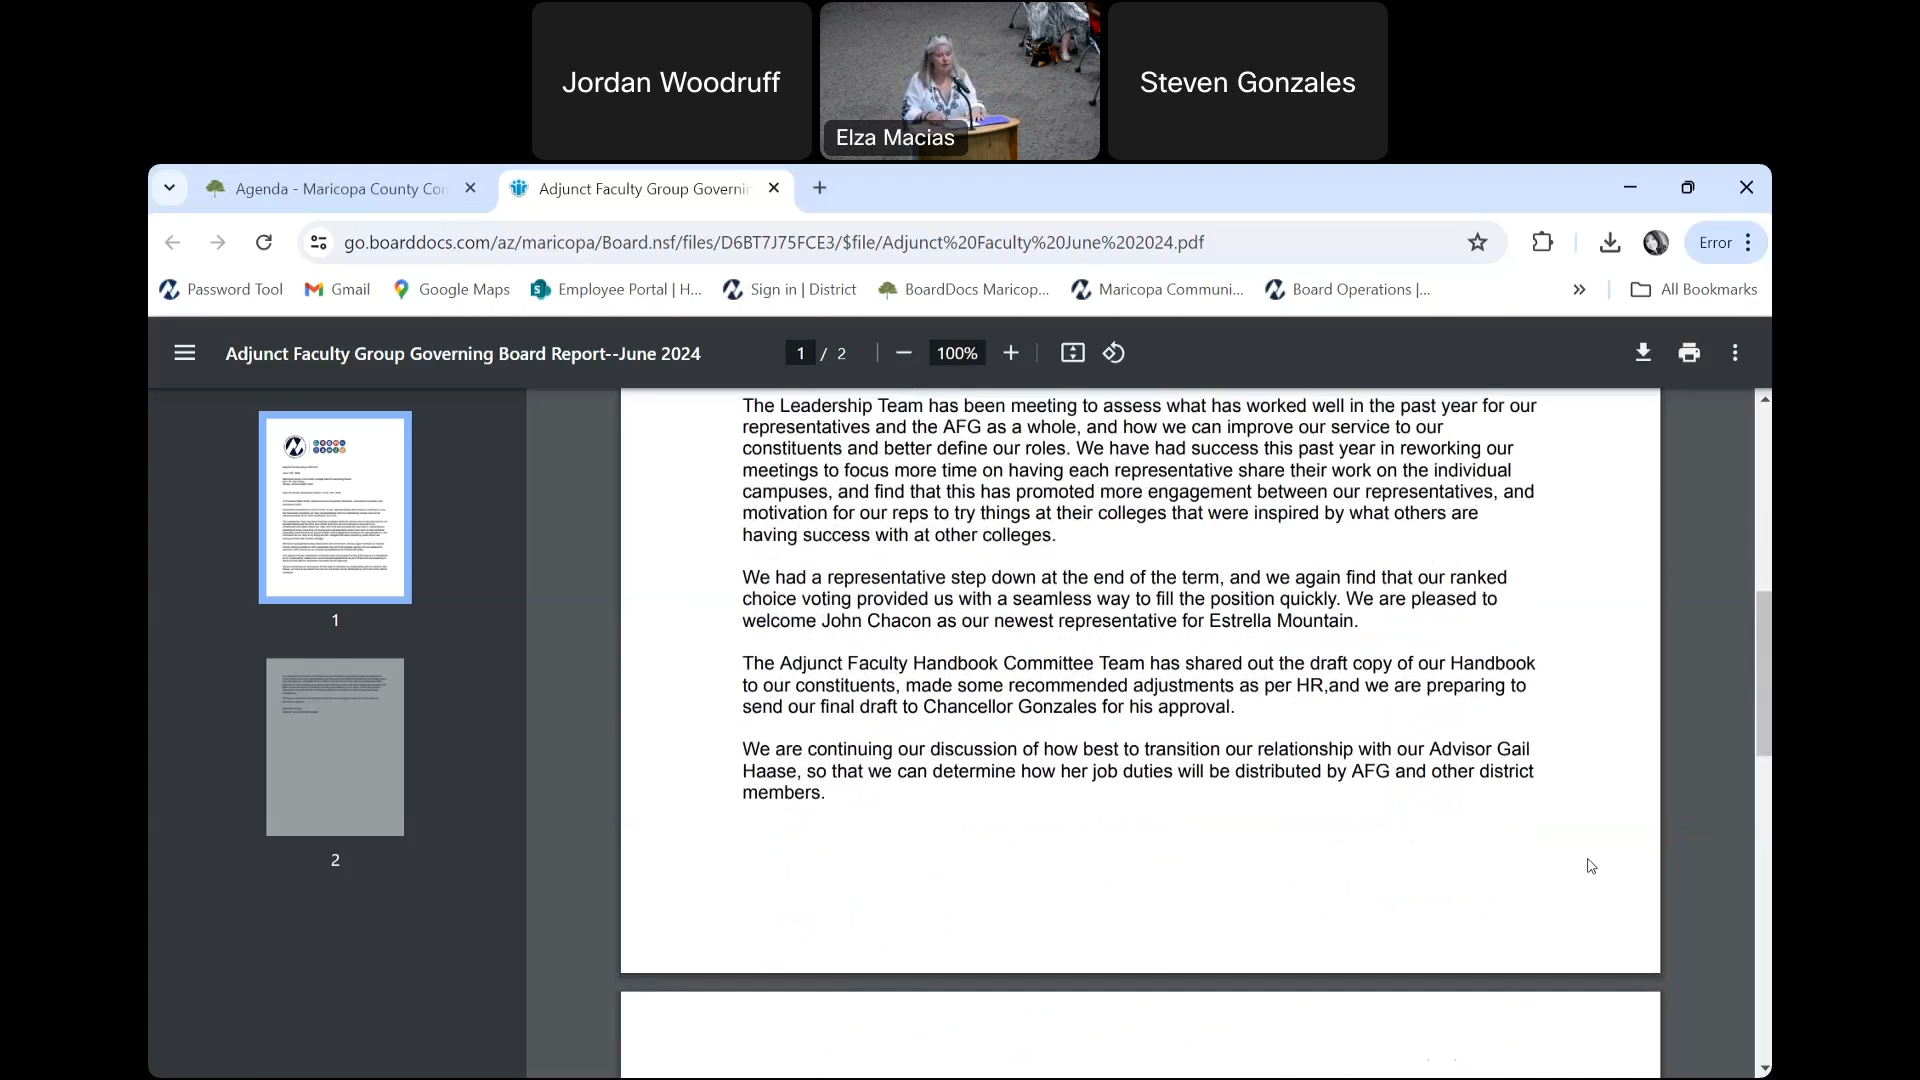 Jordan Woodruff
Elza Macias
Steven Gonzales
Agenda - Maricopa County Con
Adjunct Faculty Group Governin
go.boarddocs.com/az/maricopa/Board.nsf/files/D6BT7J75FCE3/$file/Adjunct%20Faculty%20June%202024.pdf
Error
Password Tool
Gmail
Google Maps
Employee Portal | H...
Sign in | District
BoardDocs Maricop...
Maricopa Communi...
Board Operations |...
All Bookmarks
Adjunct Faculty Group Governing Board Report--June 2024
1 / 2
100%
The Leadership Team has been meeting to assess what has worked well in the past year for our
representatives and the AFG as a whole, and how we can improve our service to our
constituents and better define our roles. We have had success this past year in reworking our
meetings to focus more time on having each representative share their work on the individual
campuses, and find that this has promoted more engagement between our representatives, and
motivation for our reps to try things at their colleges that were inspired by what others are
having success with at other colleges.
We had a representative step down at the end of the term, and we again find that our ranked
choice voting provided us with a seamless way to fill the position quickly. We are pleased to
welcome John Chacon as our newest representative for Estrella Mountain.
The Adjunct Faculty Handbook Committee Team has shared out the draft copy of our Handbook
to our constituents, made some recommended adjustments as per HR,and we are preparing to
send our final draft to Chancellor Gonzales for his approval.
We are continuing our discussion of how best to transition our relationship with our Advisor Gail
Haase, so that we can determine how her job duties will be distributed by AFG and other district
members.
1
2